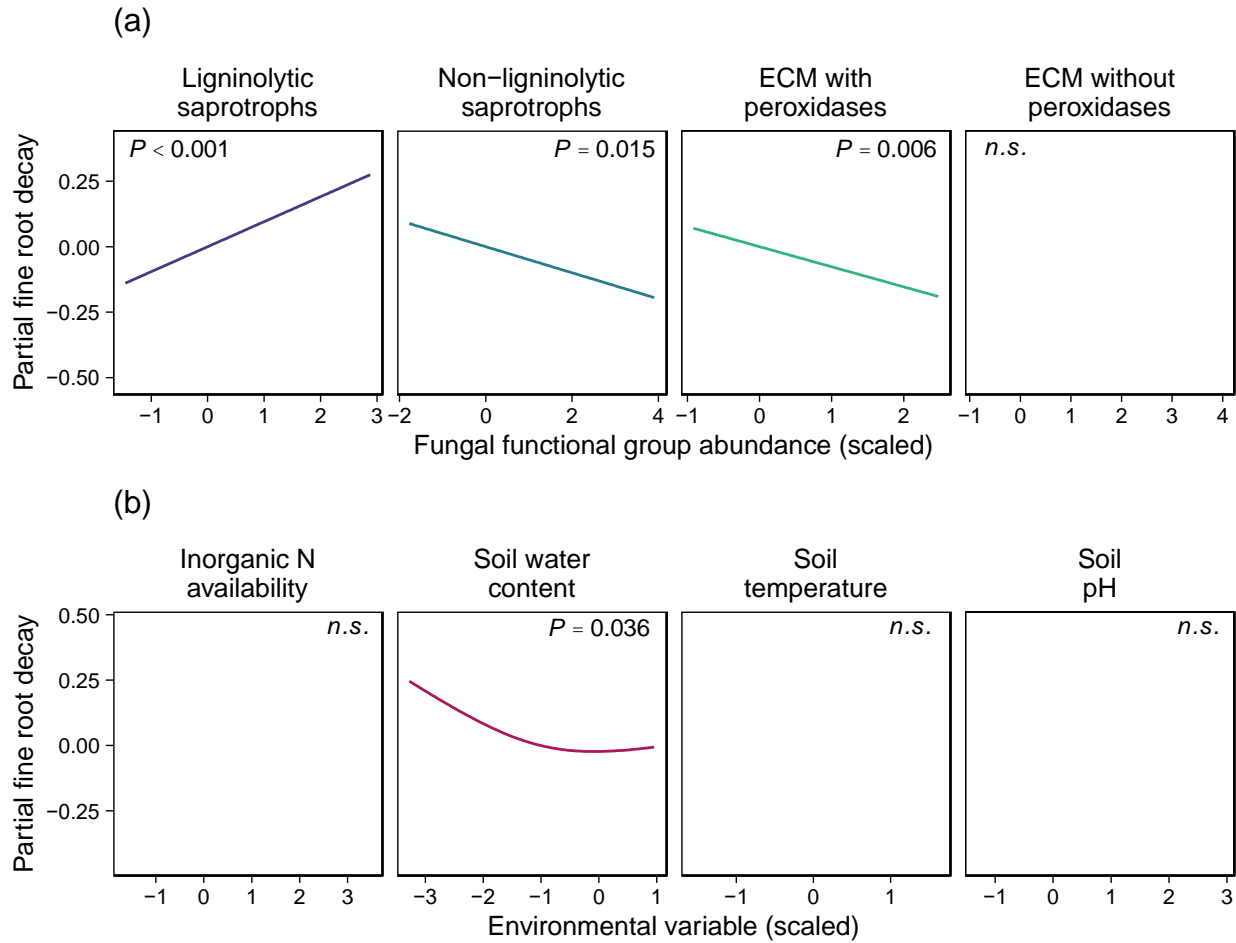 (a)
Ligninolytic
saprotrophs
Non−ligninolytic
saprotrophs
ECM with
peroxidases
ECM without
peroxidases
P < 0.001
P = 0.015
P = 0.006
n.s.
Partial fine root decay
0.25
0.00
−0.25
−0.50
−1 0 1 2 3
−2 0 2 4
−1 0 1 2
−1 0 1 2 3 4
Fungal functional group abundance (scaled)
(b)
Inorganic N
availability
Soil water
content
Soil
temperature
Soil
pH
n.s.
P = 0.036
n.s.
n.s.
Partial fine root decay
0.50
0.25
0.00
−0.25
−1 0 1 2 3
−3 −2 −1 0 1
−1 0 1
−1 0 1 2 3
Environmental variable (scaled)